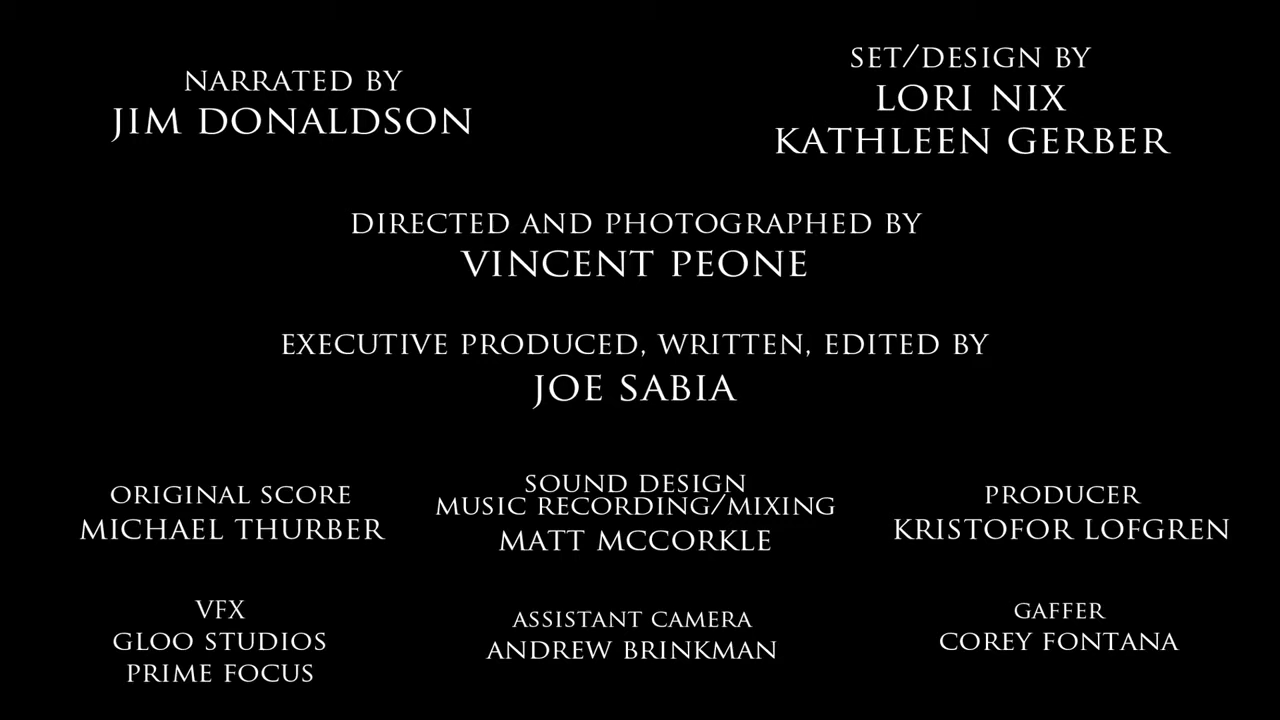 NARRATED BY
JIM DONALDSON
SET/DESIGN BY
LORI NIX
KATHLEEN GERBER
DIRECTED AND PHOTOGRAPHED BY
VINCENT PEONE
EXECUTIVE PRODUCED, WRITTEN, EDITED BY
JOE SABIA
ORIGINAL SCORE
MICHAEL THURBER
SOUND DESIGN
MUSIC RECORDING/MIXING
MATT MCCORKLE
PRODUCER
KRISTOFOR LOFGREN
VFX
GLOO STUDIOS
PRIME FOCUS
ASSISTANT CAMERA
ANDREW BRINKMAN
GAFFER
COREY FONTANA